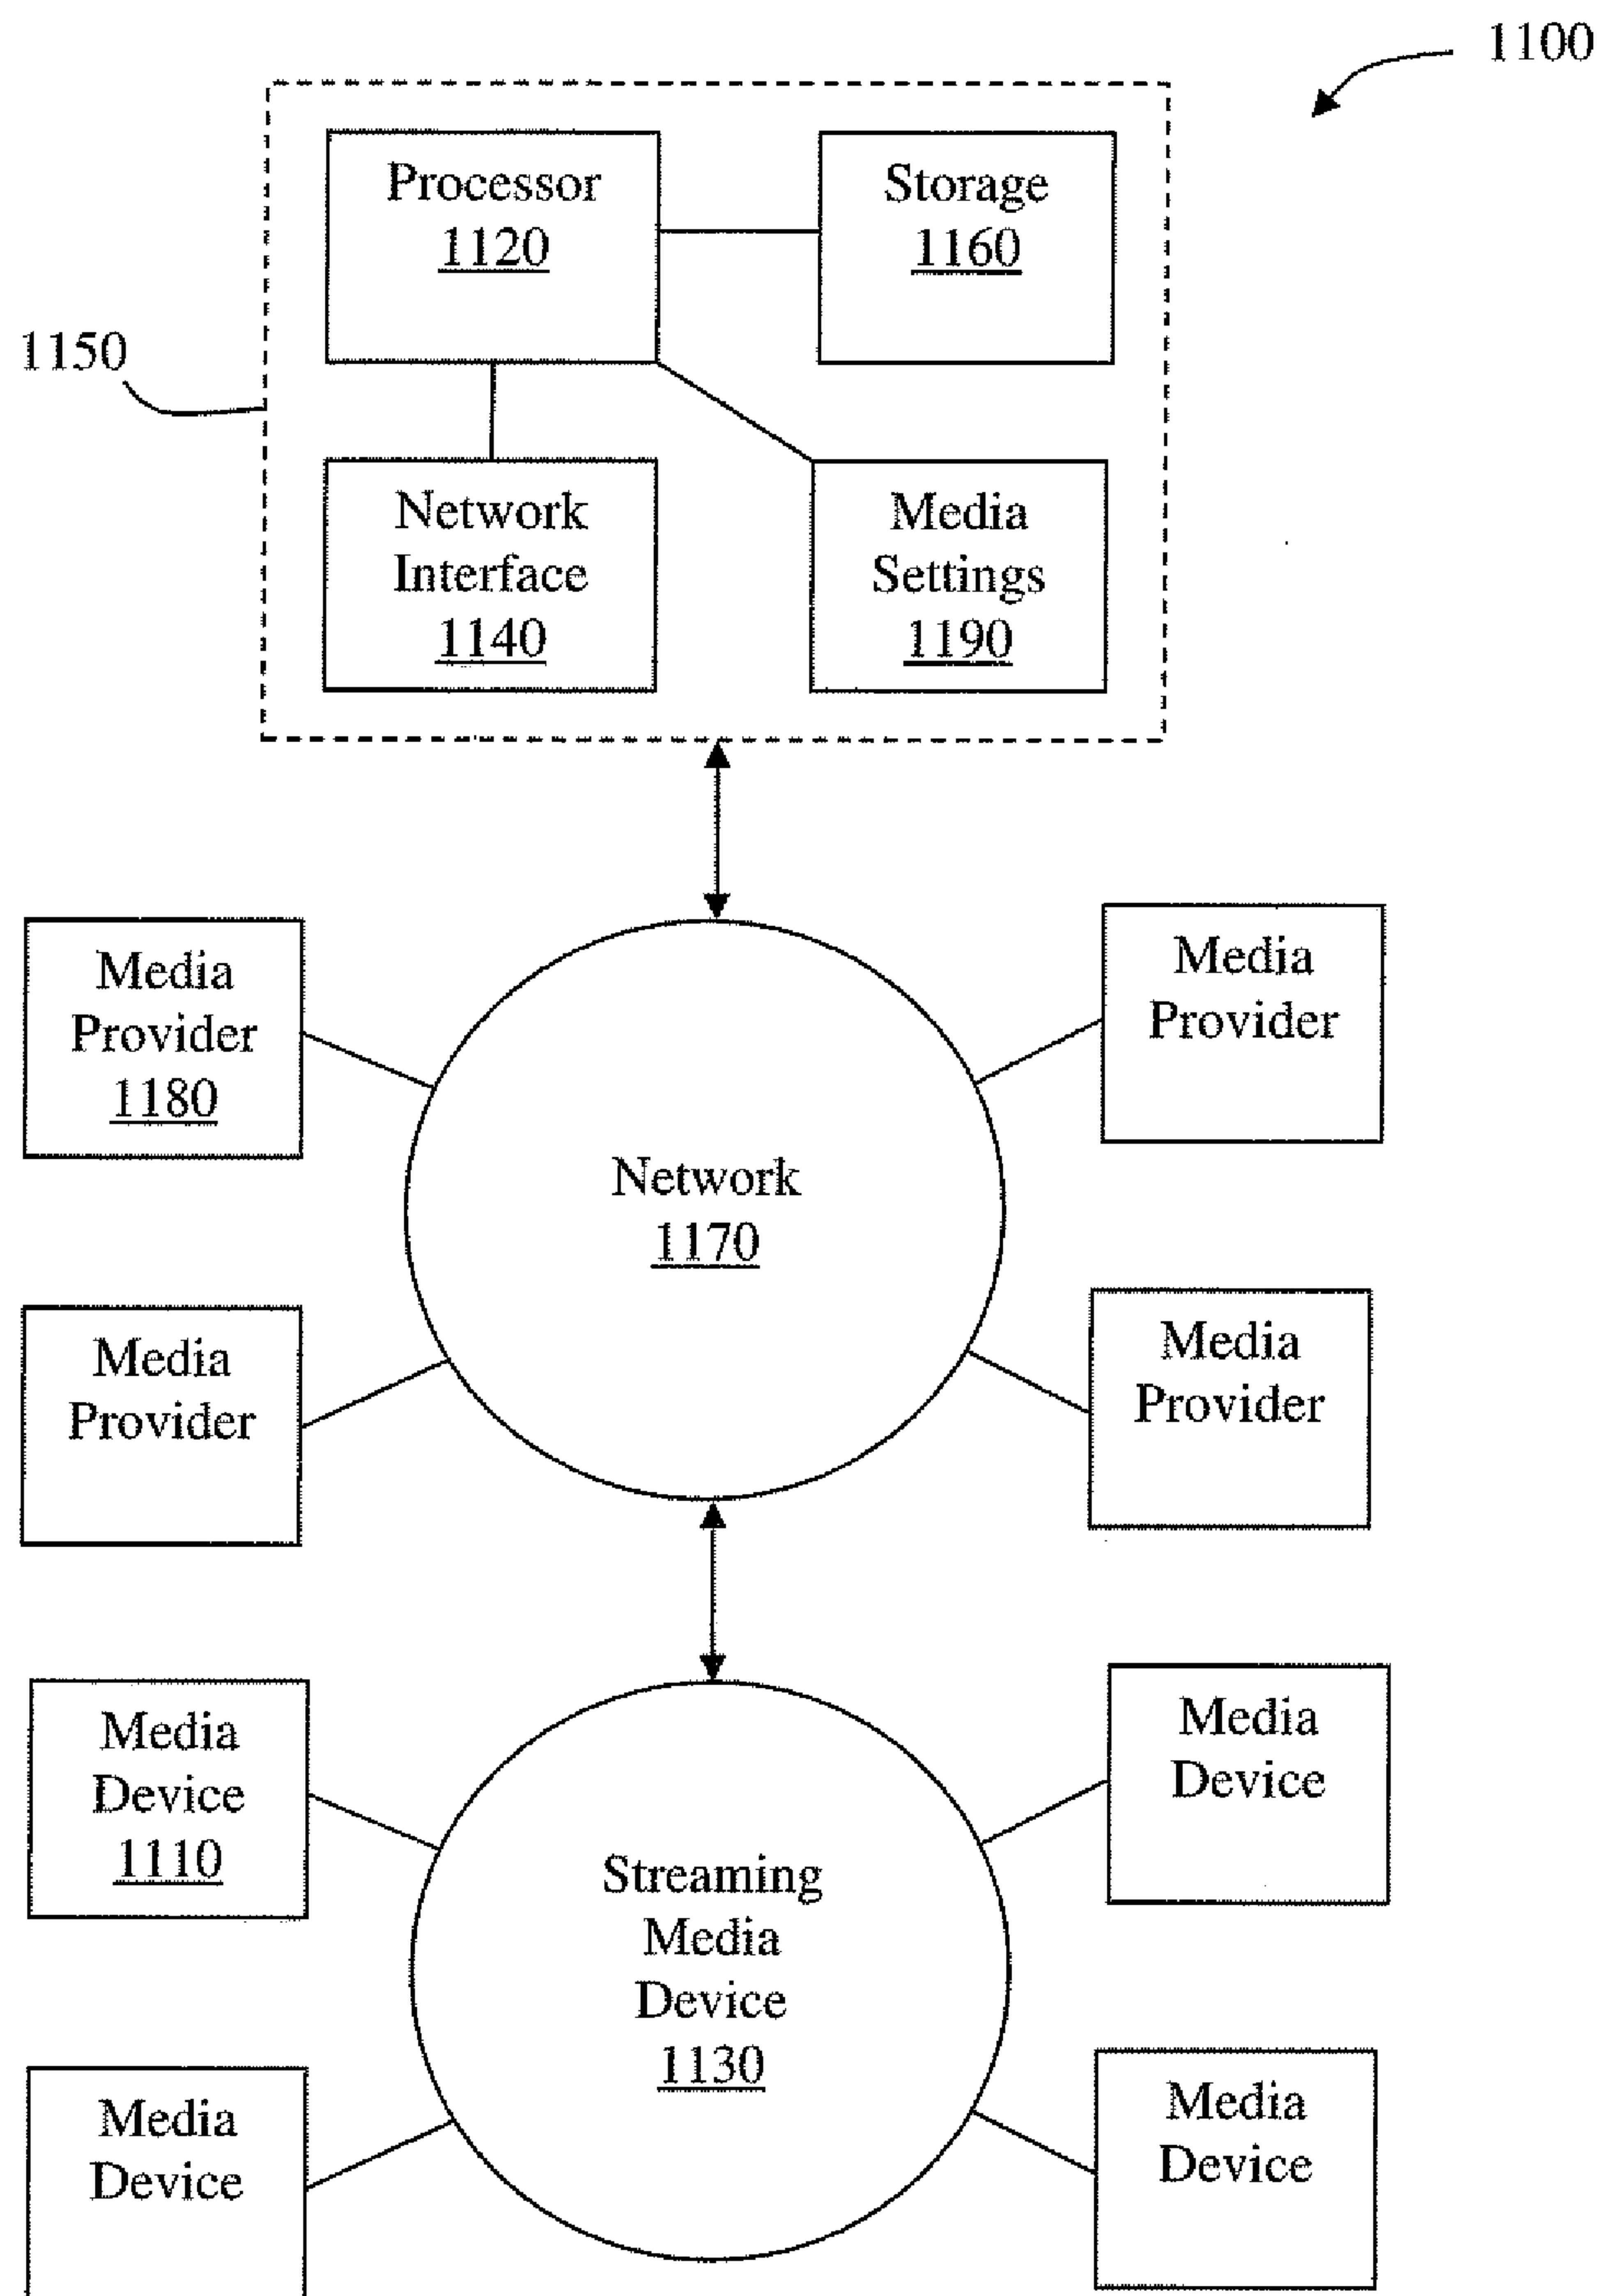 1100
Processor
1120
Storage
1160
1150
Network
Interface
1140
Media
Settings
1190
Media
Provider
1180
Media
Provider
Network
1170
Media
Provider
Media
Provider
Media
Device
1110
Media
Device
Streaming
Media
Device
1130
Media
Device
Media
Device